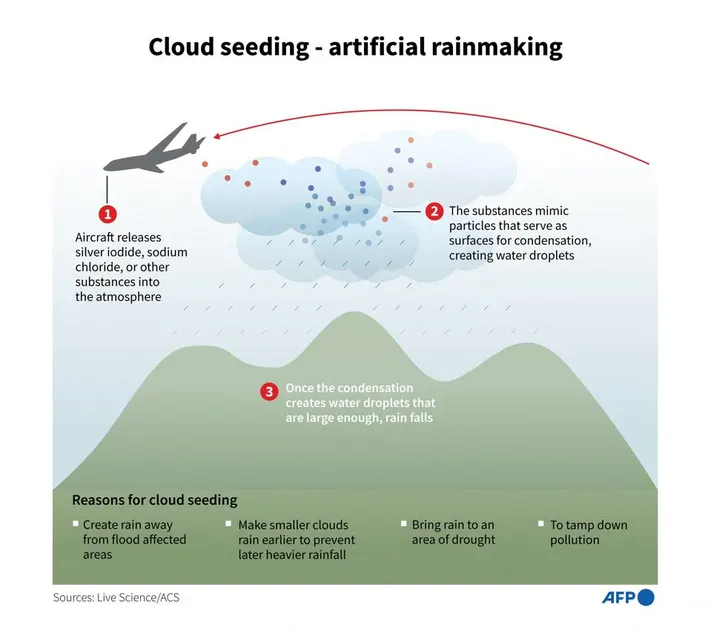 Cloud seeding - artificial rainmaking
1
Aircraft releases
silver iodide, sodium
chloride, or other
substances into
the atmosphere
2
The substances mimic
particles that serve as
surfaces for condensation,
creating water droplets
3
Once the condensation
creates water droplets that
are large enough, rain falls
Reasons for cloud seeding
Create rain away
from flood affected
areas
Make smaller clouds
rain earlier to prevent
later heavier rainfall
Bring rain to an
area of drought
To tamp down
pollution
Sources: Live Science/ACS
AFP